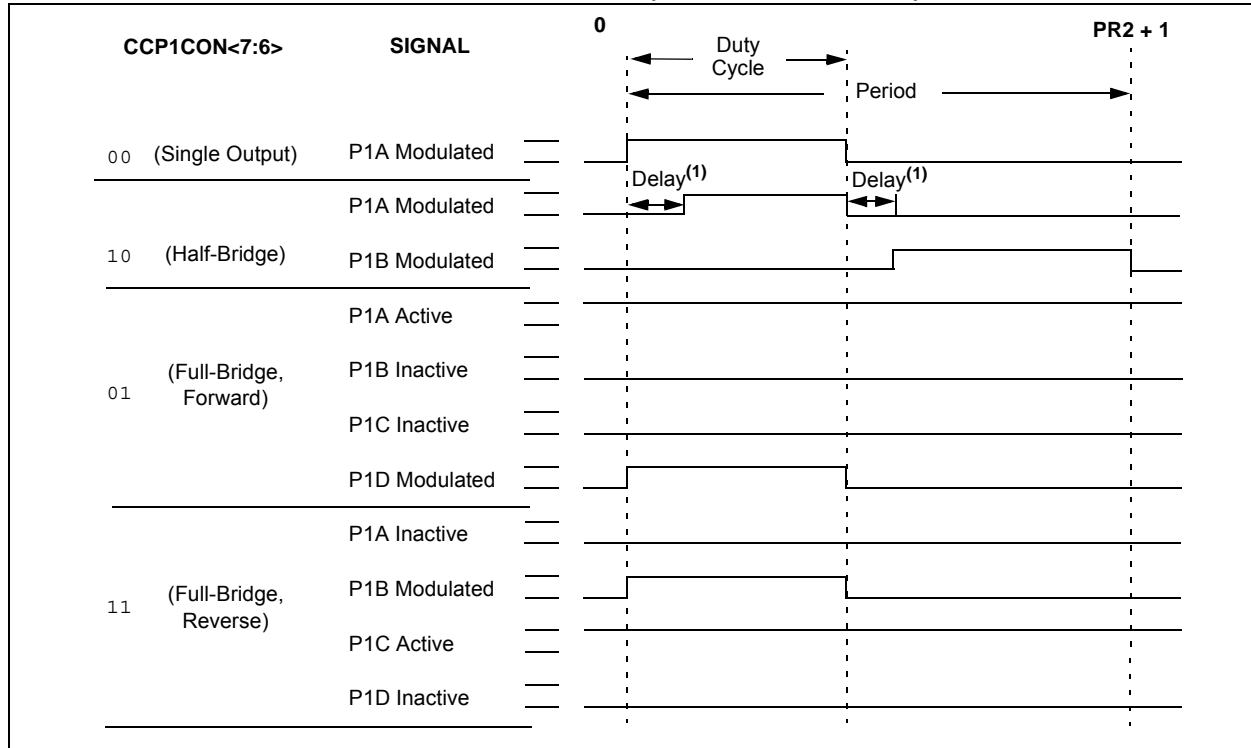 CCP1CON<7:6> SIGNAL 0 PR2 + 1
Duty
Cycle
Period
00 (Single Output) P1A Modulated
Delay(1) Delay(1)
P1A Modulated
10 (Half-Bridge) P1B Modulated
P1A Active
01 (Full-Bridge,
Forward)
P1B Inactive
P1C Inactive
P1D Modulated
P1A Inactive
11 (Full-Bridge,
Reverse)
P1B Modulated
P1C Active
P1D Inactive